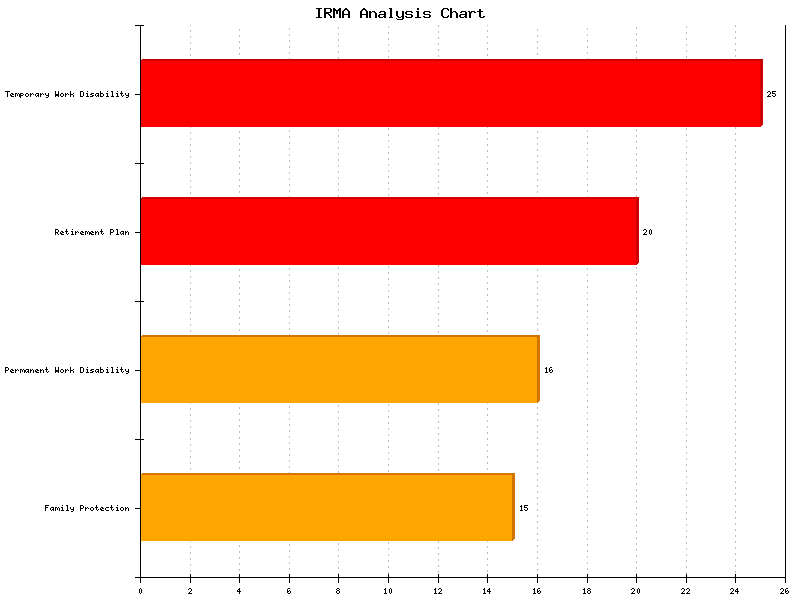 IRMA Analysis Chart
Temporary Work Disability
25
Retirement Plan
20
Permanent Work Disability
16
Family Protection
15
0 2 4 6 8 10 12 14 16 18 20 22 24 26